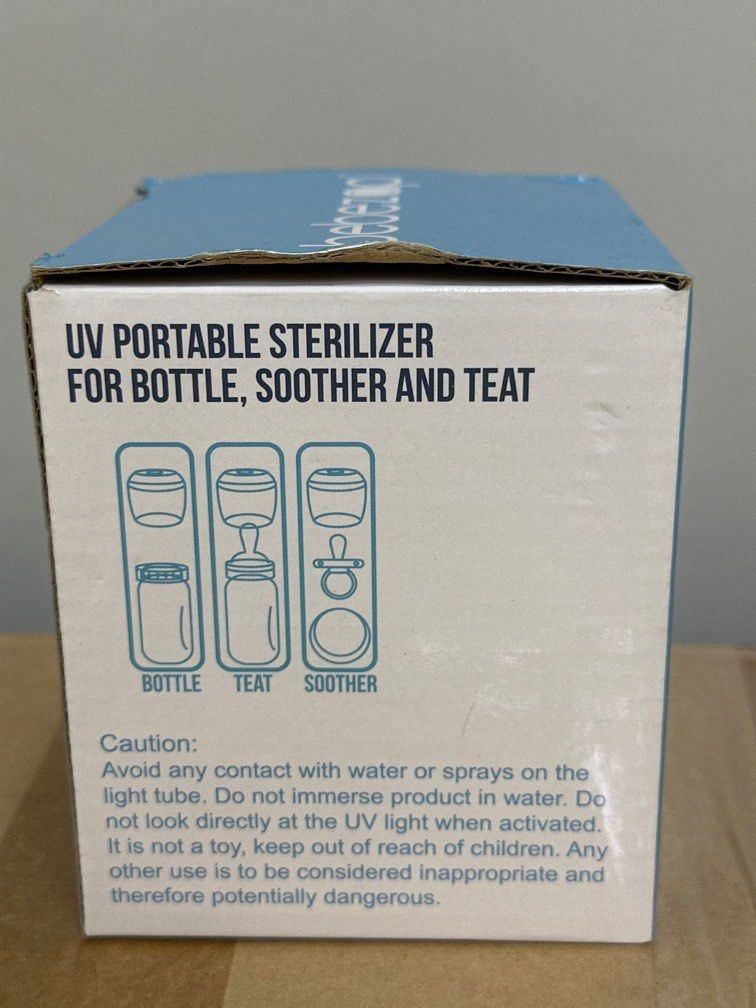 UV PORTABLE STERILIZER
FOR BOTTLE, SOOTHER AND TEAT
BOTTLE TEAT SOOTHER
Caution:
Avoid any contact with water or sprays on the
light tube. Do not immerse product in water. Do
not look directly at the UV light when activated.
It is not a toy, keep out of reach of children. Any
other use is to be considered inappropriate and
therefore potentially dangerous.